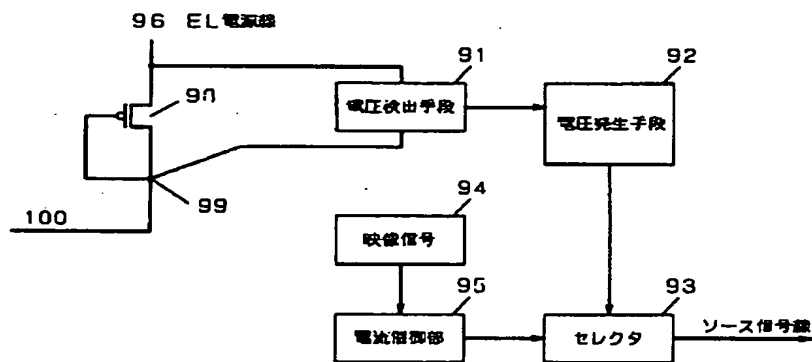 96 EL電源線
91
92
98
電圧検出手段
電圧発生手段
99
100
94
映像信号
95
93
電流制御部
セレクタ
ソース信号線